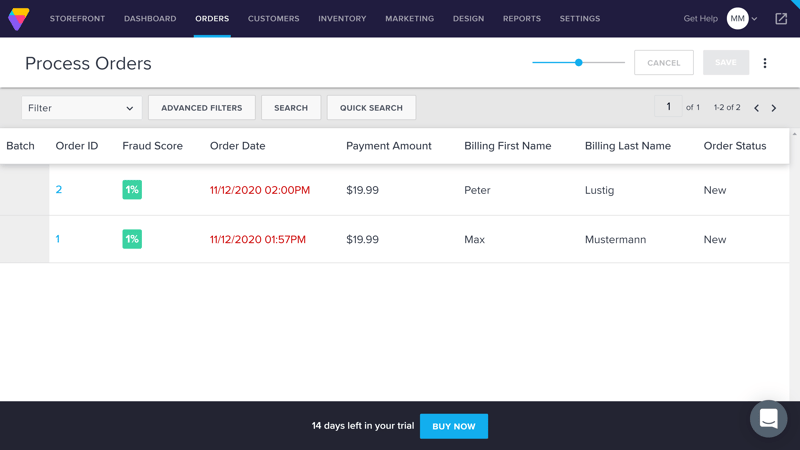 STOREFRONT DASHBOARD ORDERS CUSTOMERS INVENTORY MARKETING DESIGN REPORTS SETTINGS Get Help MM
Process Orders CANCEL SAVE
Filter ADVANCED FILTERS SEARCH QUICK SEARCH 1 of 1 1-2 of 2
Batch Order ID Fraud Score Order Date Payment Amount Billing First Name Billing Last Name Order Status
2 1% 11/12/2020 02:00PM $19.99 Peter Lustig New
1 1% 11/12/2020 01:57PM $19.99 Max Mustermann New
14 days left in your trial BUY NOW